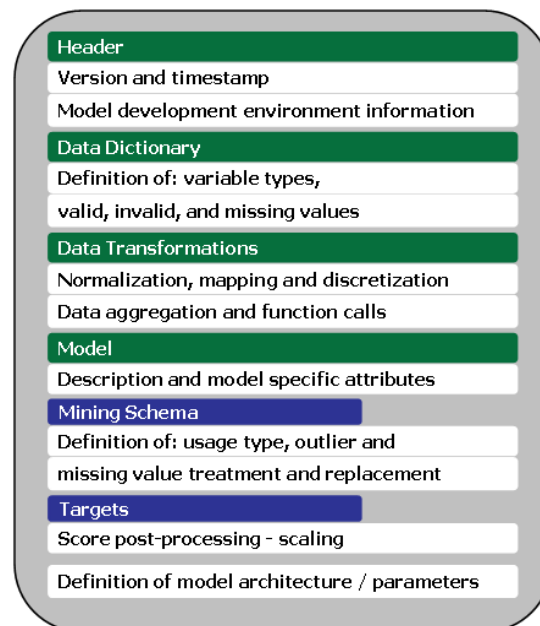 Header
Version and timestamp
Model development environment information
Data Dictionary
Definition of: variable types,
valid, invalid, and missing values
Data Transformations
Normalization, mapping and discretization
Data aggregation and function calls
Model
Description and model specific attributes
Mining Schema
Definition of: usage type, outlier and
missing value treatment and replacement
Targets
Score post-processing - scaling
Definition of model architecture / parameters